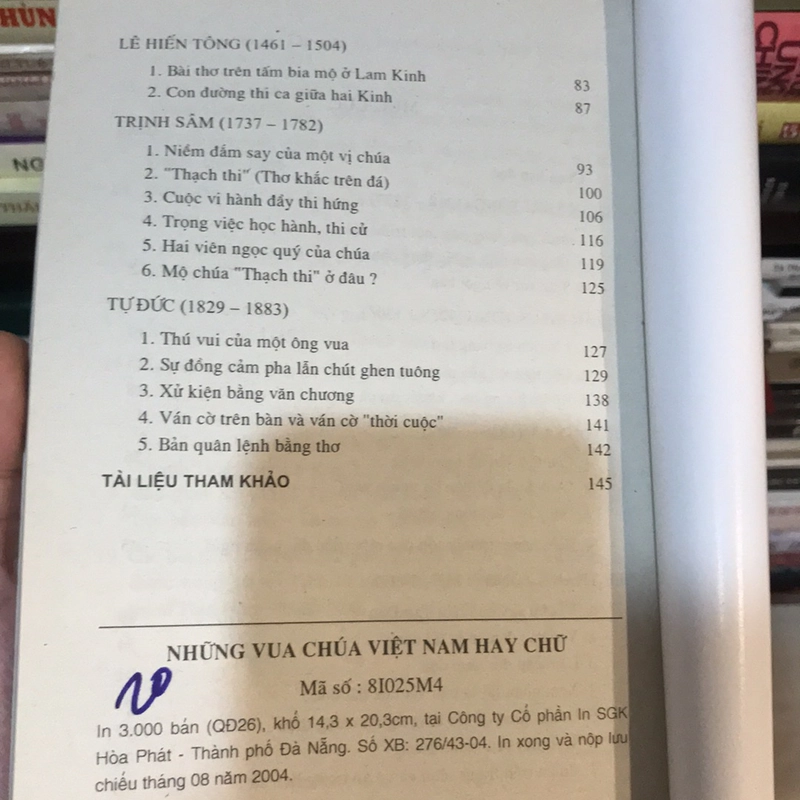 LÊ HIẾN TÔNG (1461 – 1504)
1. Bài thơ trên tấm bia mộ ở Lam Kinh 83
2. Con đường thi ca giữa hai Kinh 87
TRỊNH SÂM (1737 – 1782)
1. Niềm đắm say của một vị chúa 93
2. "Thạch thi" (Thơ khắc trên đá) 100
3. Cuộc vi hành đầy thi hứng 106
4. Trọng việc học hành, thi cử 116
5. Hai viên ngọc quý của chúa 119
6. Mộ chúa "Thạch thi" ở đâu ? 125
TỰ ĐỨC (1829 – 1883)
1. Thú vui của một ông vua 127
2. Sự đồng cảm pha lẫn chút ghen tuông 129
3. Xử kiện bằng văn chương 138
4. Ván cờ trên bàn và ván cờ "thời cuộc" 141
5. Bản quân lệnh bằng thơ 142
TÀI LIỆU THAM KHẢO 145
NHỮNG VUA CHÚA VIỆT NAM HAY CHỮ
20
Mã số : 8I025M4
In 3.000 bản (QĐ26), khổ 14,3 x 20,3cm, tại Công ty Cổ phần In SGK
Hòa Phát - Thành phố Đà Nẵng. Số XB: 276/43-04. In xong và nộp lưu
chiểu tháng 08 năm 2004.
HÙN
NG